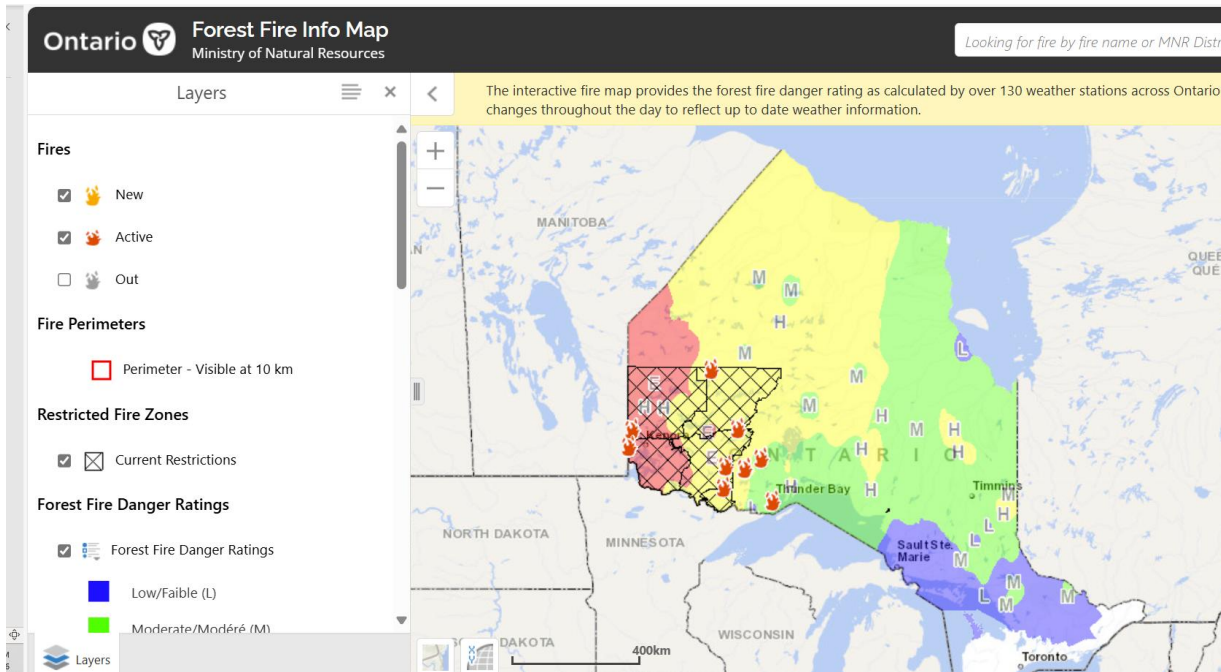 Ontario
Forest Fire Info Map
Ministry of Natural Resources
Looking for fire by fire name or MNR Distr
Layers
The interactive fire map provides the forest fire danger rating as calculated by over 130 weather stations across Ontario
changes throughout the day to reflect up to date weather information.
Fires
New
Active
Out
Fire Perimeters
Perimeter - Visible at 10 km
Restricted Fire Zones
Current Restrictions
Forest Fire Danger Ratings
Forest Fire Danger Ratings
Low/Faible (L)
Moderate/Modéré (M)
Layers
MANITOBA
QUÉ
M
M
H
M
L
M
E
H H
M
H
M
H
E
H
H
E
ONTARIO
Thunder Bay
H
H
Timmins
M
H
L
L
L
NORTH DAKOTA
MINNESOTA
Sault Ste.
Marie
M
M
L
M
M
DAKOTA
WISCONSIN
400km
Toronto